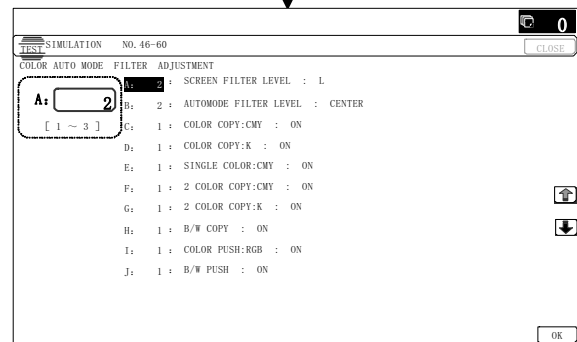 0
TEST SIMULATION NO. 46-60
CLOSE
COLOR AUTO MODE FILTER ADJUSTMENT
A: 2
[ 1 ~ 3 ]
A: 2 : SCREEN FILTER LEVEL : L
B: 2 : AUTOMODE FILTER LEVEL : CENTER
C: 1 : COLOR COPY:CMY : ON
D: 1 : COLOR COPY:K : ON
E: 1 : SINGLE COLOR:CMY : ON
F: 1 : 2 COLOR COPY:CMY : ON
G: 1 : 2 COLOR COPY:K : ON
H: 1 : B/W COPY : ON
I: 1 : COLOR PUSH:RGB : ON
J: 1 : B/W PUSH : ON
OK